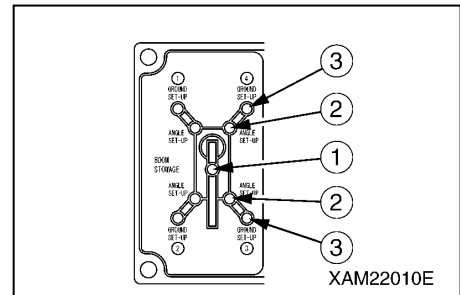 1 4 3
GROUND SET-UP GROUND SET-UP
2
ANGLE SET-UP ANGLE SET-UP
1
BOOM STOWAGE
ANGLE SET-UP ANGLE SET-UP
2
GROUND SET-UP GROUND SET-UP
3
2 3
XAM22010E